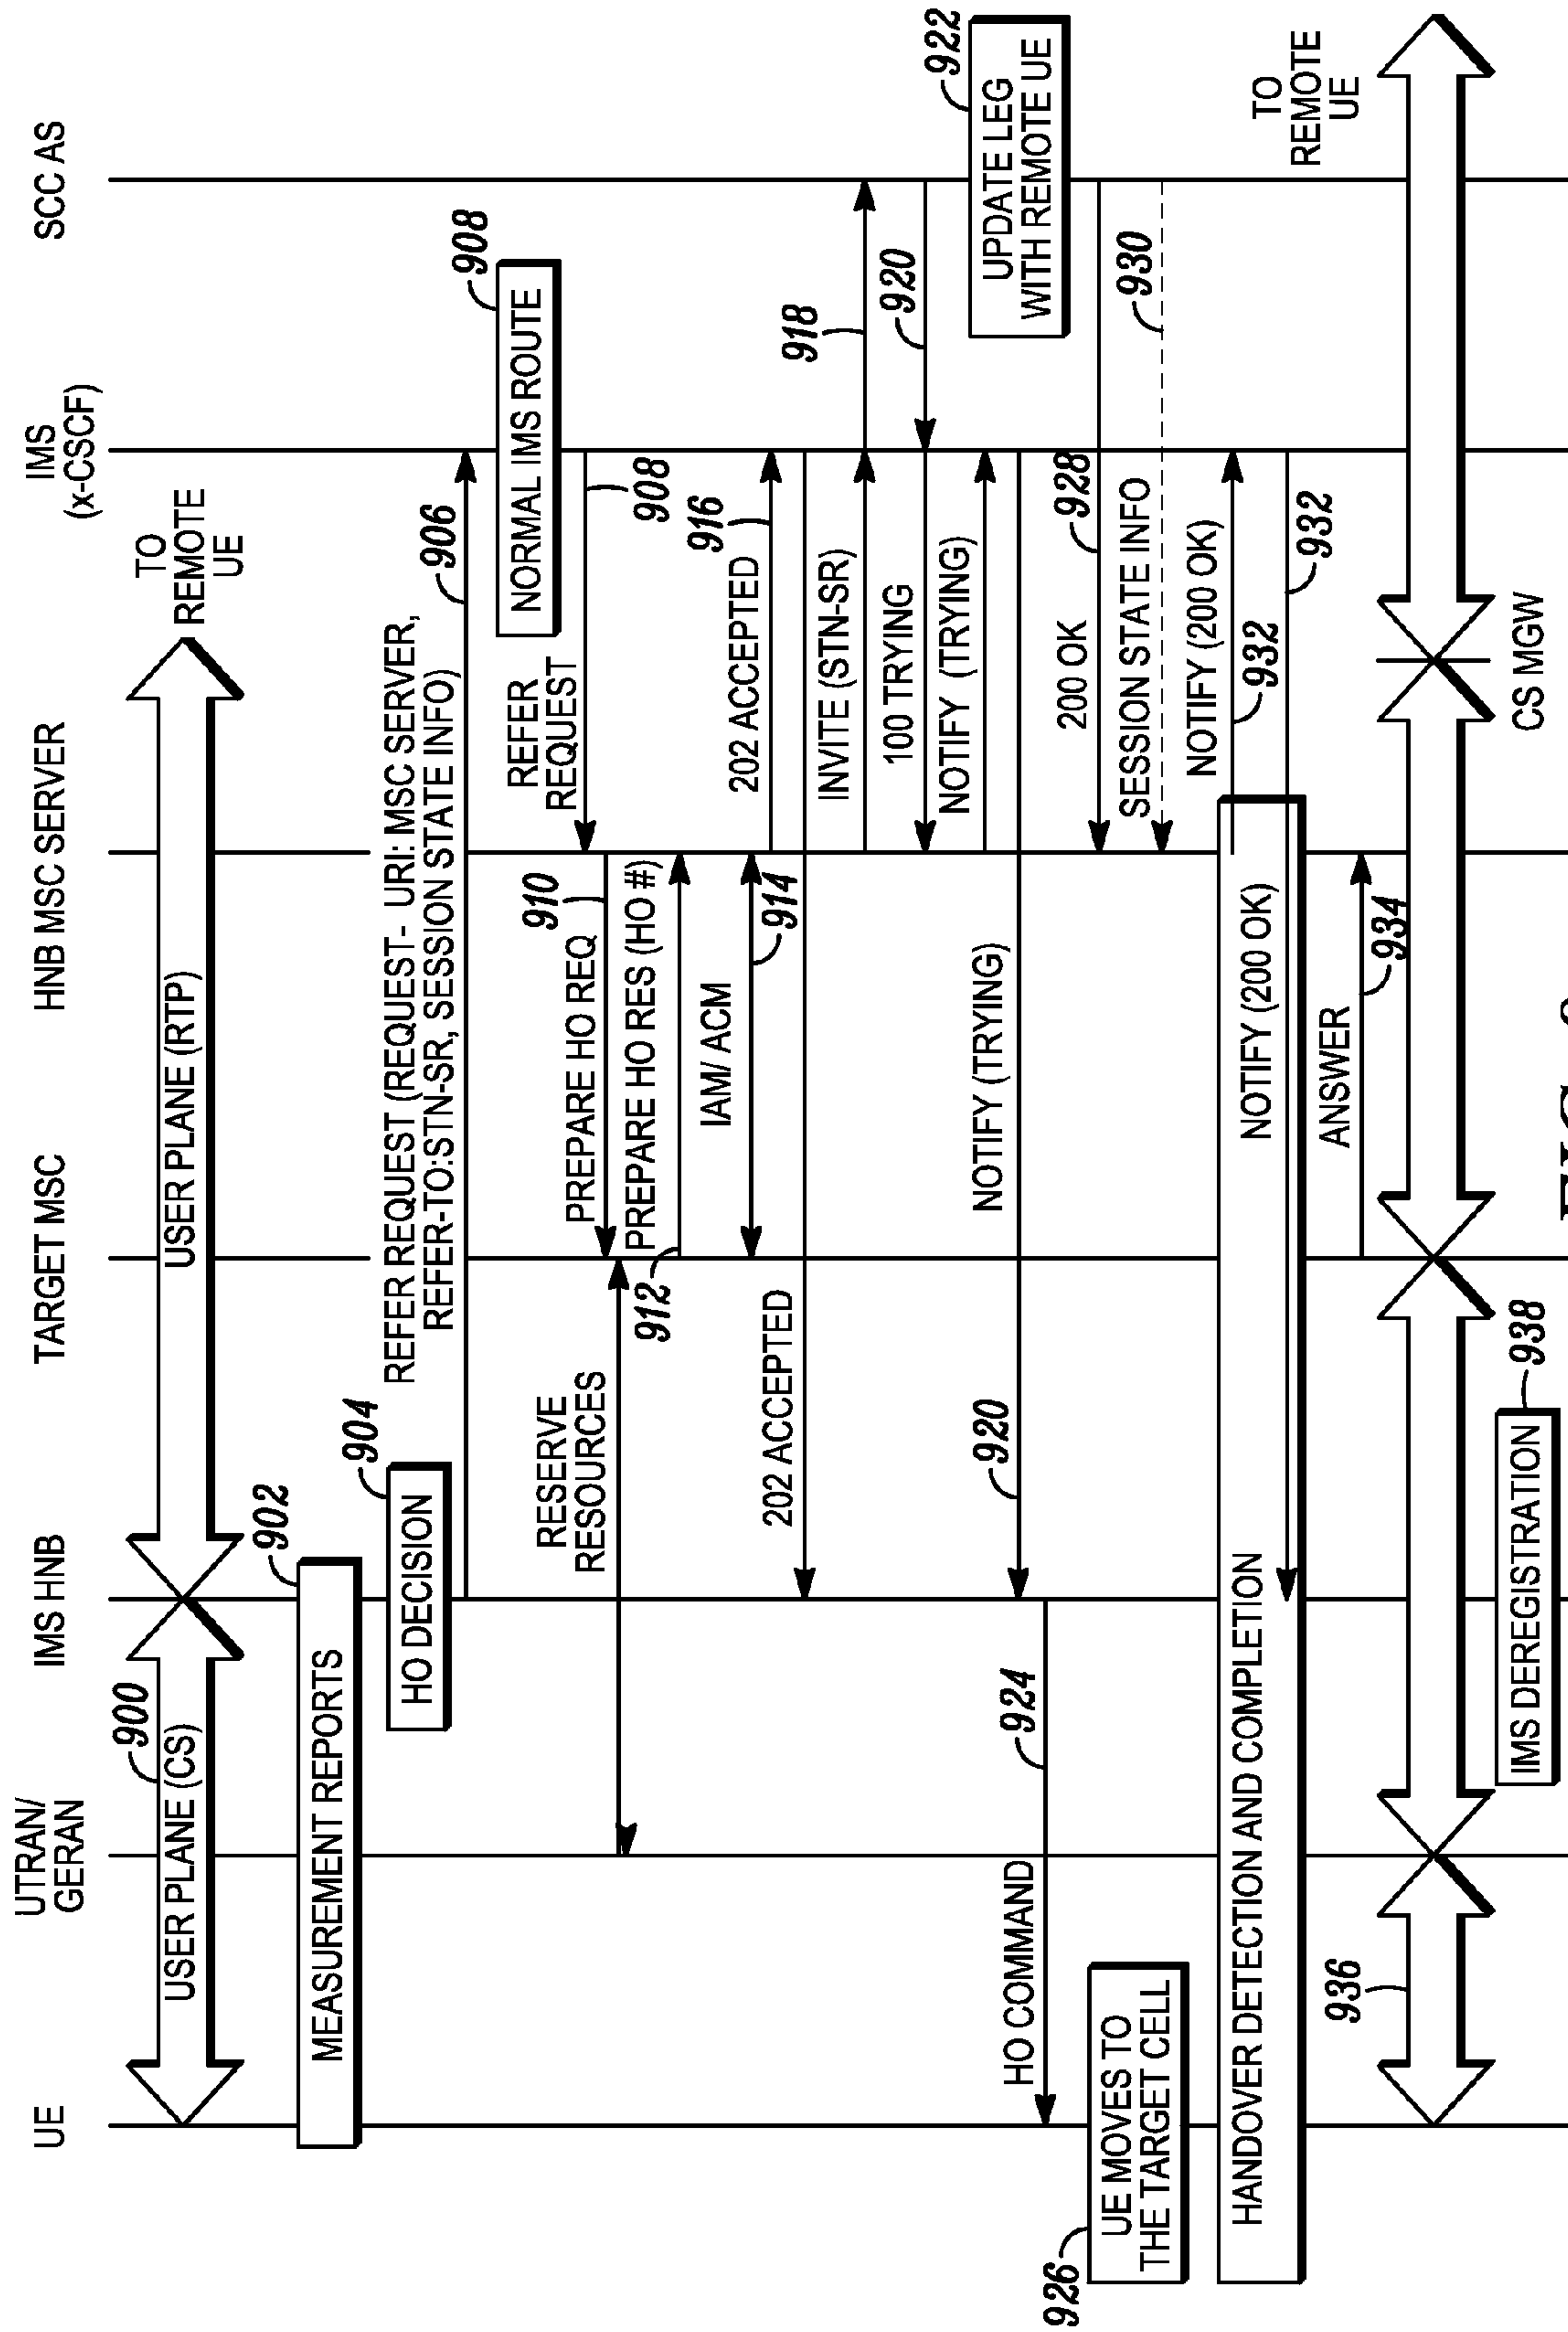 UE
UTRAN/
GERAN
IMS HNB
TARGET MSC
HNB MSC SERVER
IMS
(x-CSCF)
SCC AS
900
USER PLANE (CS)
USER PLANE (RTP)
TO
REMOTE
UE
902
MEASUREMENT REPORTS
904
HO DECISION
REFER REQUEST (REQUEST- URI: MSC SERVER,
REFER-TO:STN-SR, SESSION STATE INFO)
906
908
NORMAL IMS ROUTE
REFER
REQUEST
908
RESERVE
RESOURCES
910
PREPARE HO REQ
PREPARE HO RES (HO #)
912
IAM/ ACM
914
202 ACCEPTED
916
202 ACCEPTED
INVITE (STN-SR)
918
100 TRYING
920
NOTIFY (TRYING)
NOTIFY (TRYING)
920
922
UPDATE LEG
WITH REMOTE UE
HO COMMAND
924
926
UE MOVES TO
THE TARGET CELL
200 OK
928
SESSION STATE INFO
930
NOTIFY (200 OK)
932
HANDOVER DETECTION AND COMPLETION
NOTIFY (200 OK)
932
ANSWER
934
936
TO
REMOTE
UE
CS MGW
938
IMS DEREGISTRATION